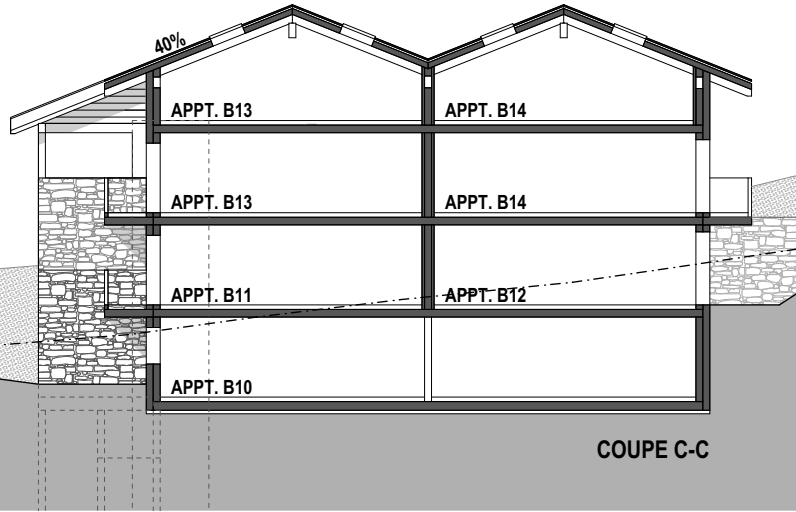 40%
APPT. B13
APPT. B14
APPT. B13
APPT. B14
APPT. B11
APPT. B12
APPT. B10
COUPE C-C